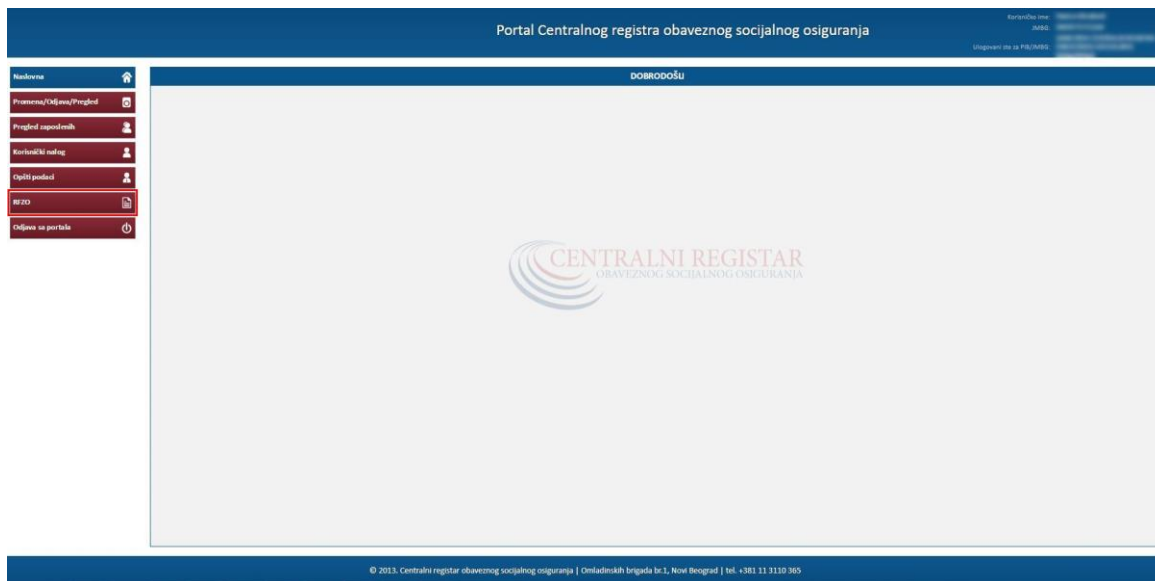 Portal Centralnog registra obaveznog socijalnog osiguranja
Korisničko ime:
JMBG:
Ulogovani ste za PIB/JMBG:
Naslovna
DOBRODOŠLI
Promena/Odjava/Pregled
Pregled zaposlenih
Korisnički nalog
Opšti podaci
RFZO
Odjava sa portala
CENTRALNI REGISTAR
OBAVEZNOG SOCIJALNOG OSIGURANJA
© 2013. Centralni registar obaveznog socijalnog osiguranja | Omladinskih brigada br.1, Novi Beograd | tel. +381 11 3110 365